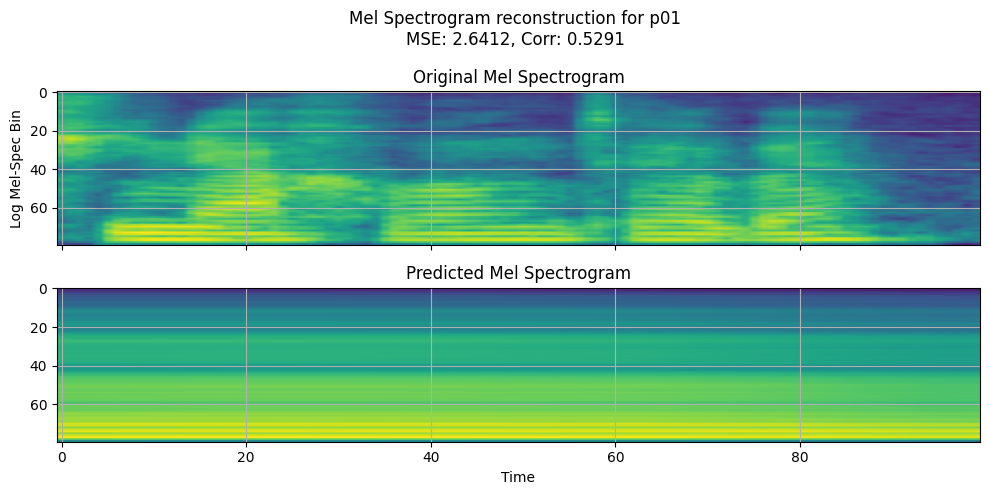 Mel Spectrogram reconstruction for p01
MSE: 2.6412, Corr: 0.5291
Original Mel Spectrogram
0
20
40
60
Log Mel-Spec Bin
Predicted Mel Spectrogram
0
20
40
60
0 20 40 60 80
Time